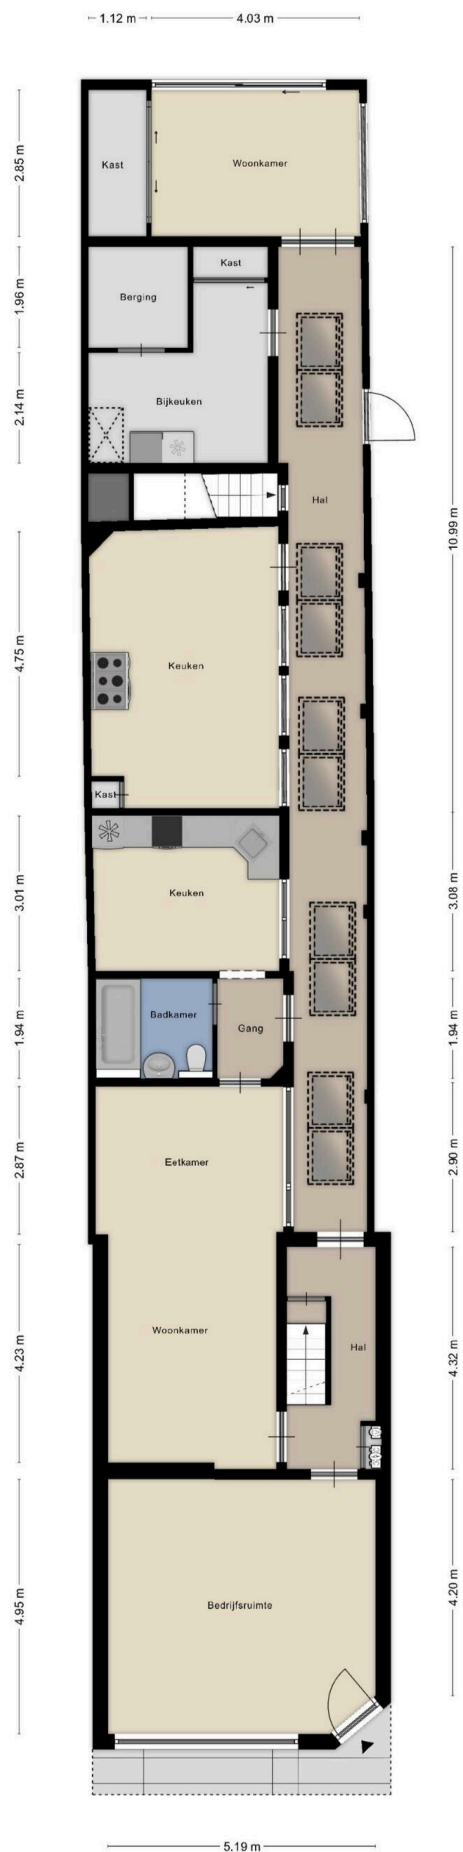 1.12 m
4.03 m
2.85 m
Kast
Woonkamer
Kast
1.96 m
Berging
2.14 m
Bijkeuken
Hal
10.99 m
4.75 m
Keuken
Kast
3.01 m
Keuken
3.08 m
1.94 m
Badkamer
Gang
1.94 m
2.87 m
Eetkamer
2.90 m
4.23 m
Woonkamer
Hal
4.32 m
4.95 m
Bedrijfsruimte
4.20 m
5.19 m